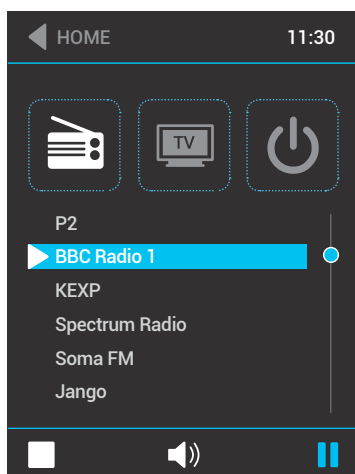 HOME 11:30
TV
P2
BBC Radio 1
KEXP
Spectrum Radio
Soma FM
Jango